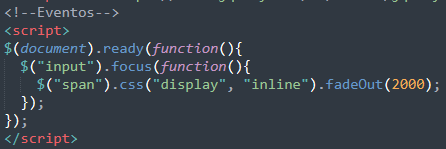 <!--Eventos-->
<script>
$(document).ready(function(){
  $("input").focus(function(){
    $("span").css("display", "inline").fadeOut(2000);
  });
});
</script>